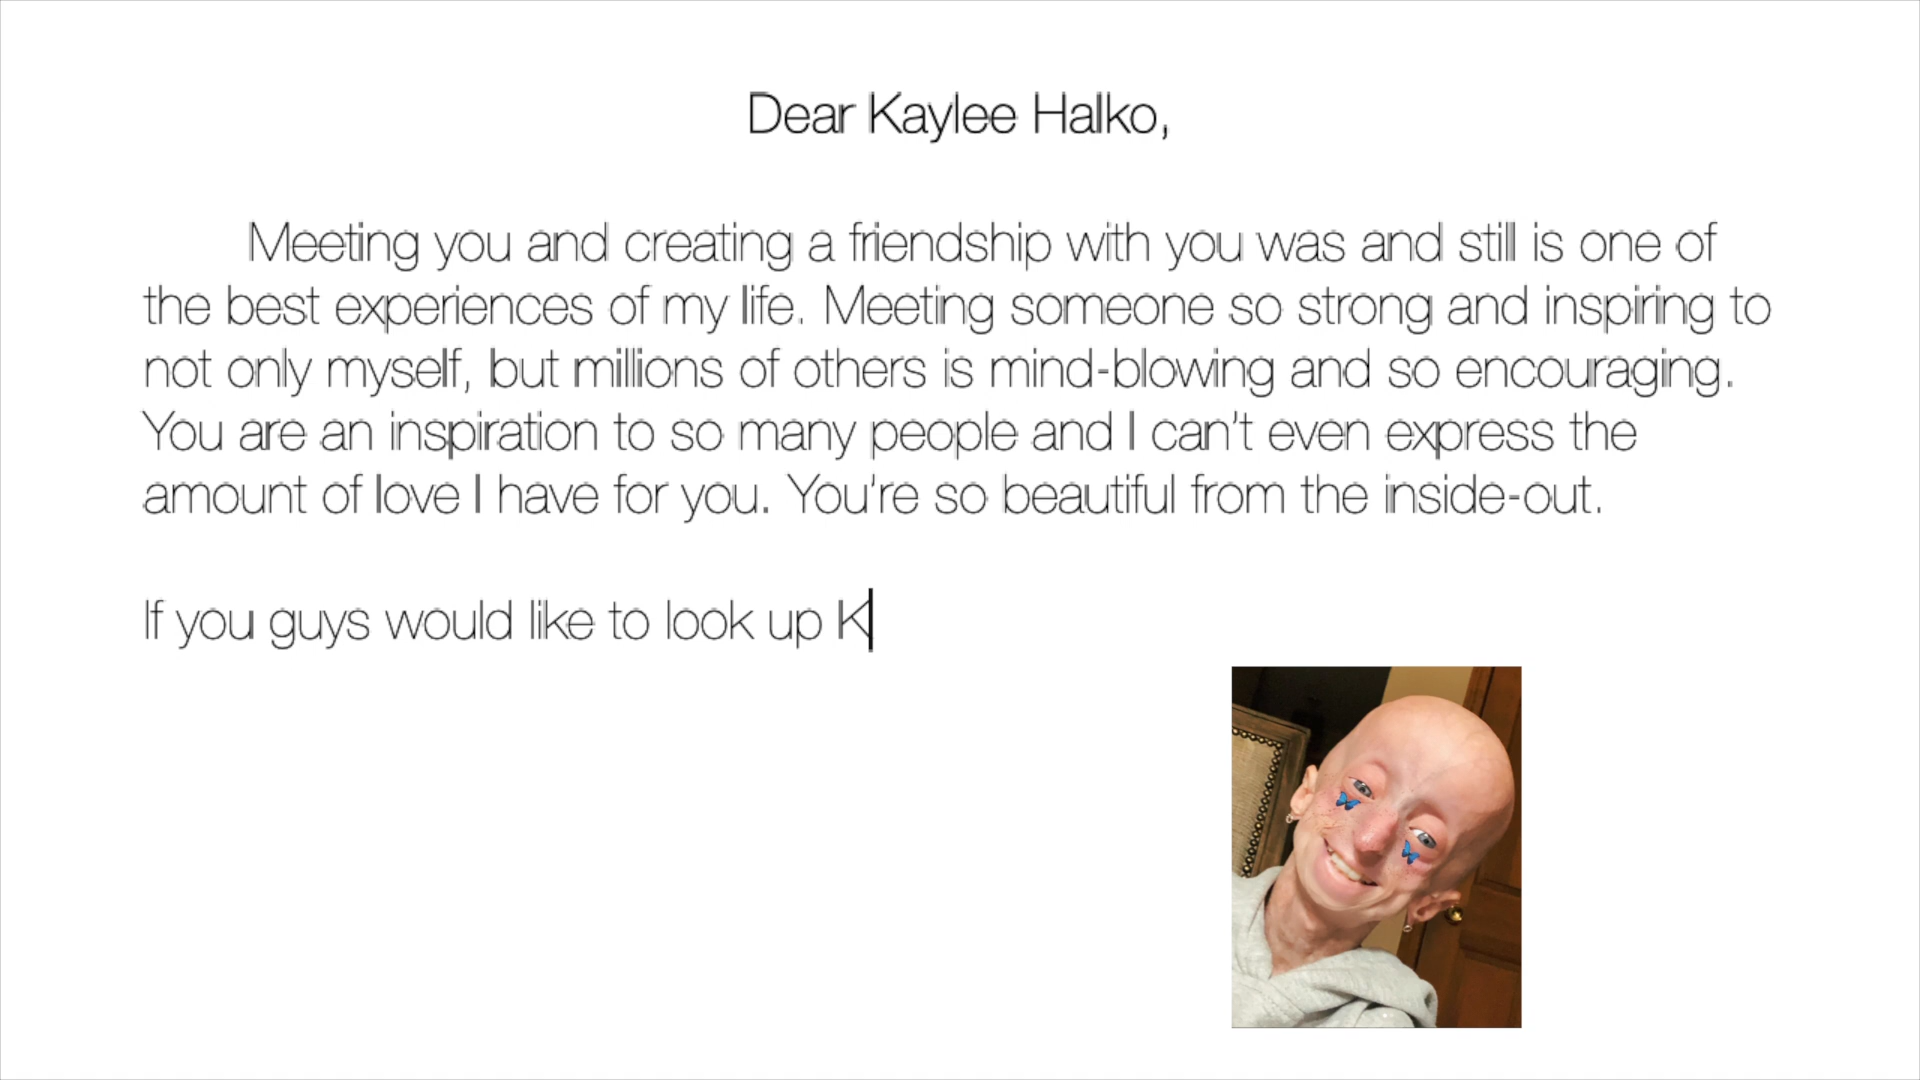 Dear Kaylee Halko,
Meeting you and creating a friendship with you was and still is one of
the best experiences of my life. Meeting someone so strong and inspiring to
not only myself, but millions of others is mind-blowing and so encouraging.
You are an inspiration to so many people and I can't even express the
amount of love I have for you. You're so beautiful from the inside-out.
If you guys would like to look up K